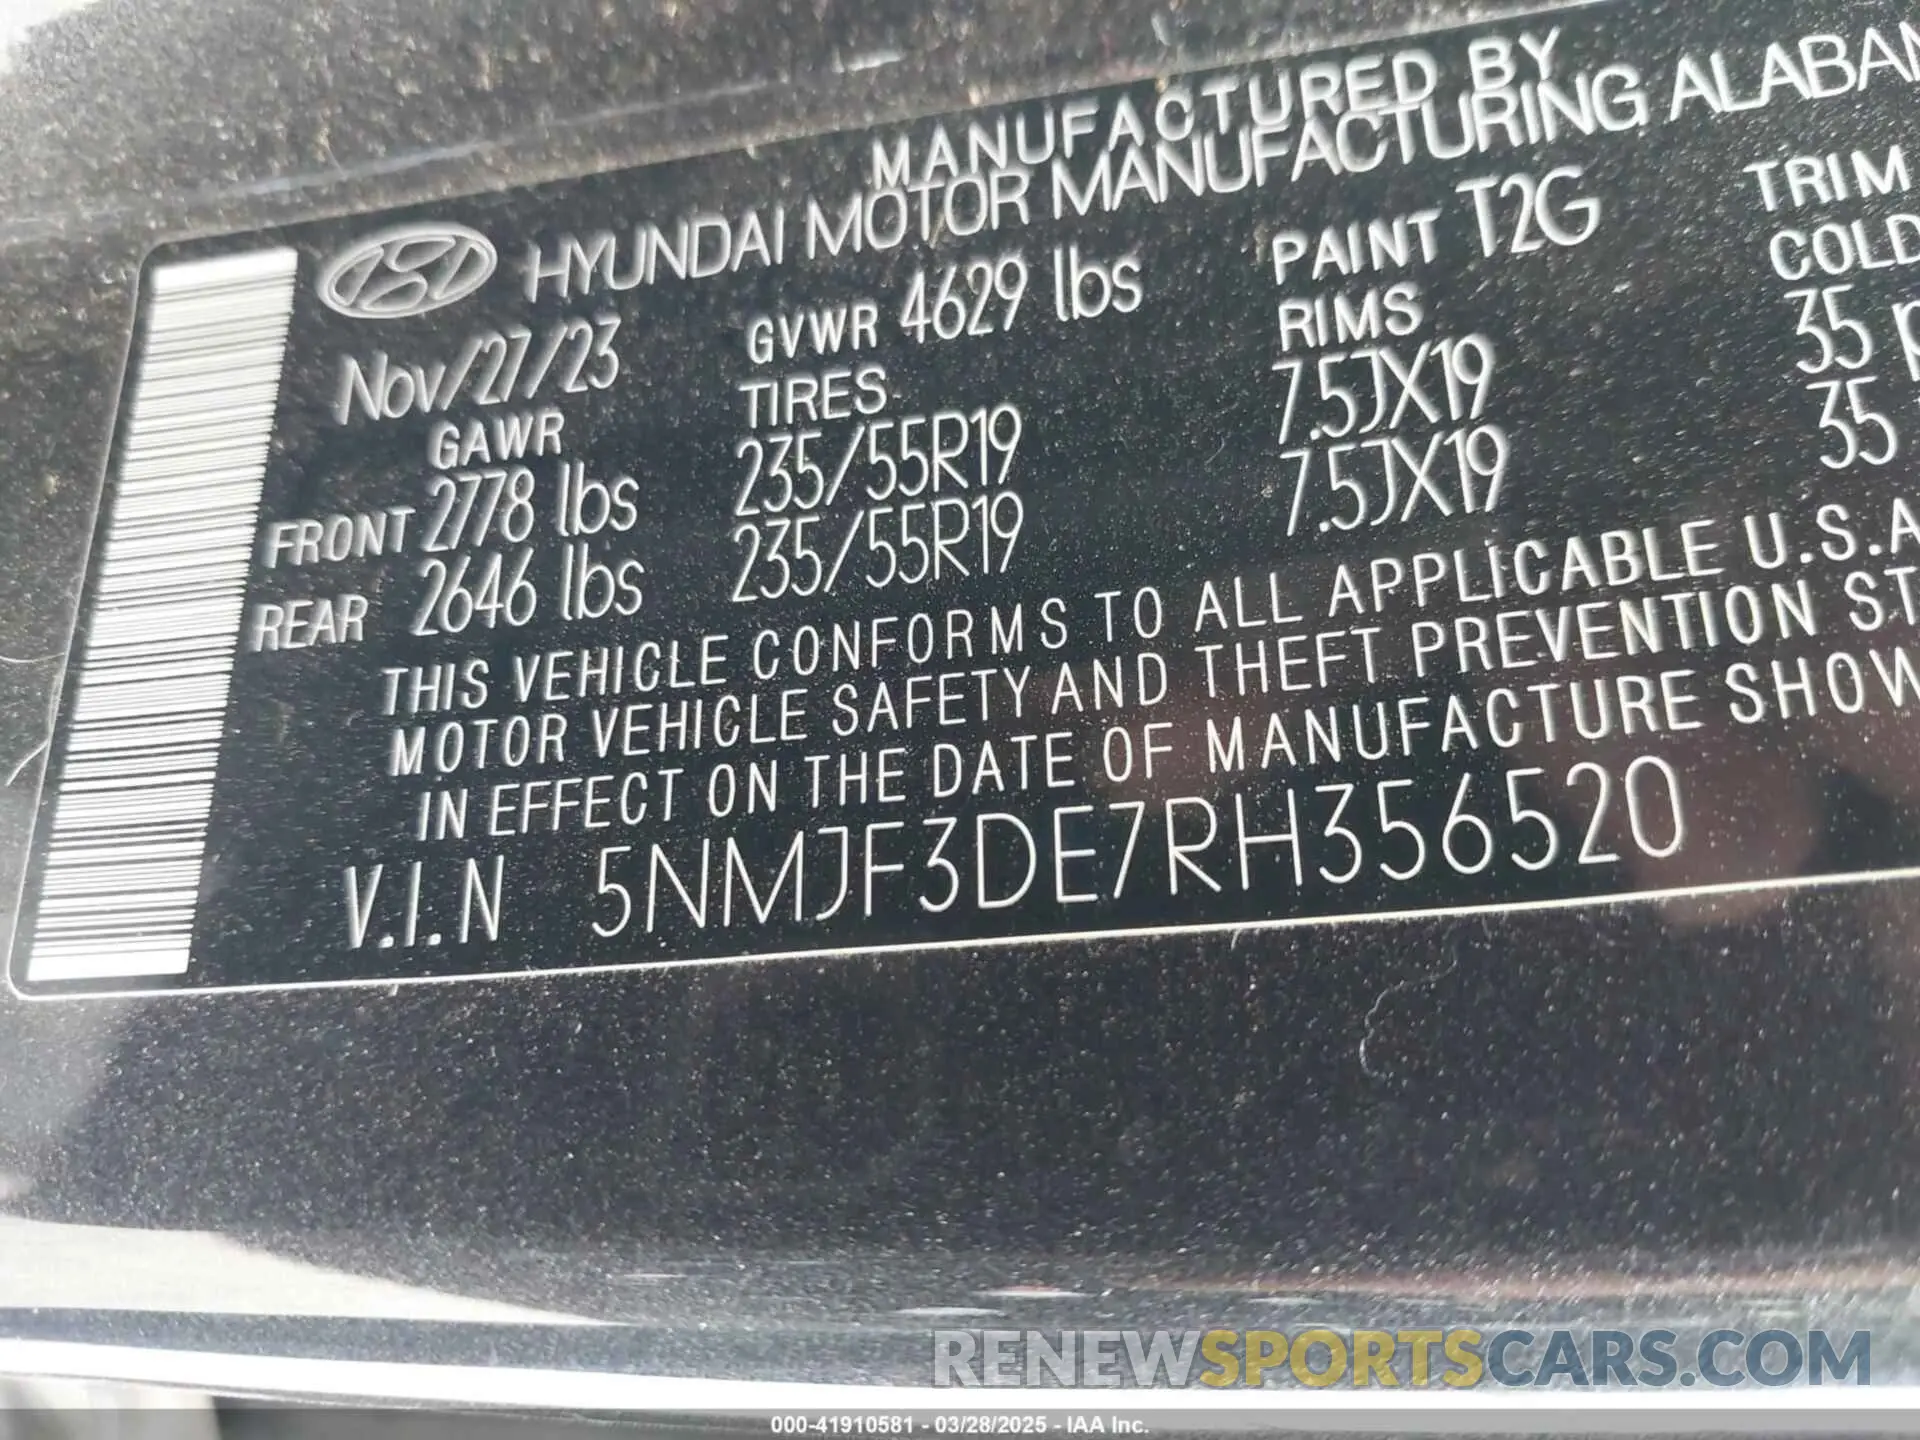 MANUFACTURED BY
HYUNDAI MOTOR MANUFACTURING
Nov/27/23 GVWR 4629 lbs PAINT T2G TRIM
GAWR TIRES RIMS COLD
FRONT 2778 lbs 235/55R19 7.5JX19 35
REAR 2646 lbs 235/55R19 7.5JX19 35
THIS VEHICLE CONFORMS TO ALL APPLICABLE U.S.A
MOTOR VEHICLE SAFETY AND THEFT PREVENTION
IN EFFECT ON THE DATE OF MANUFACTURE SHOW
V.I.N 5NMJF3DE7RH356520
RENEWSPORTSCARS.COM
000-41910581 - 03/28/2025 - IAA Inc.